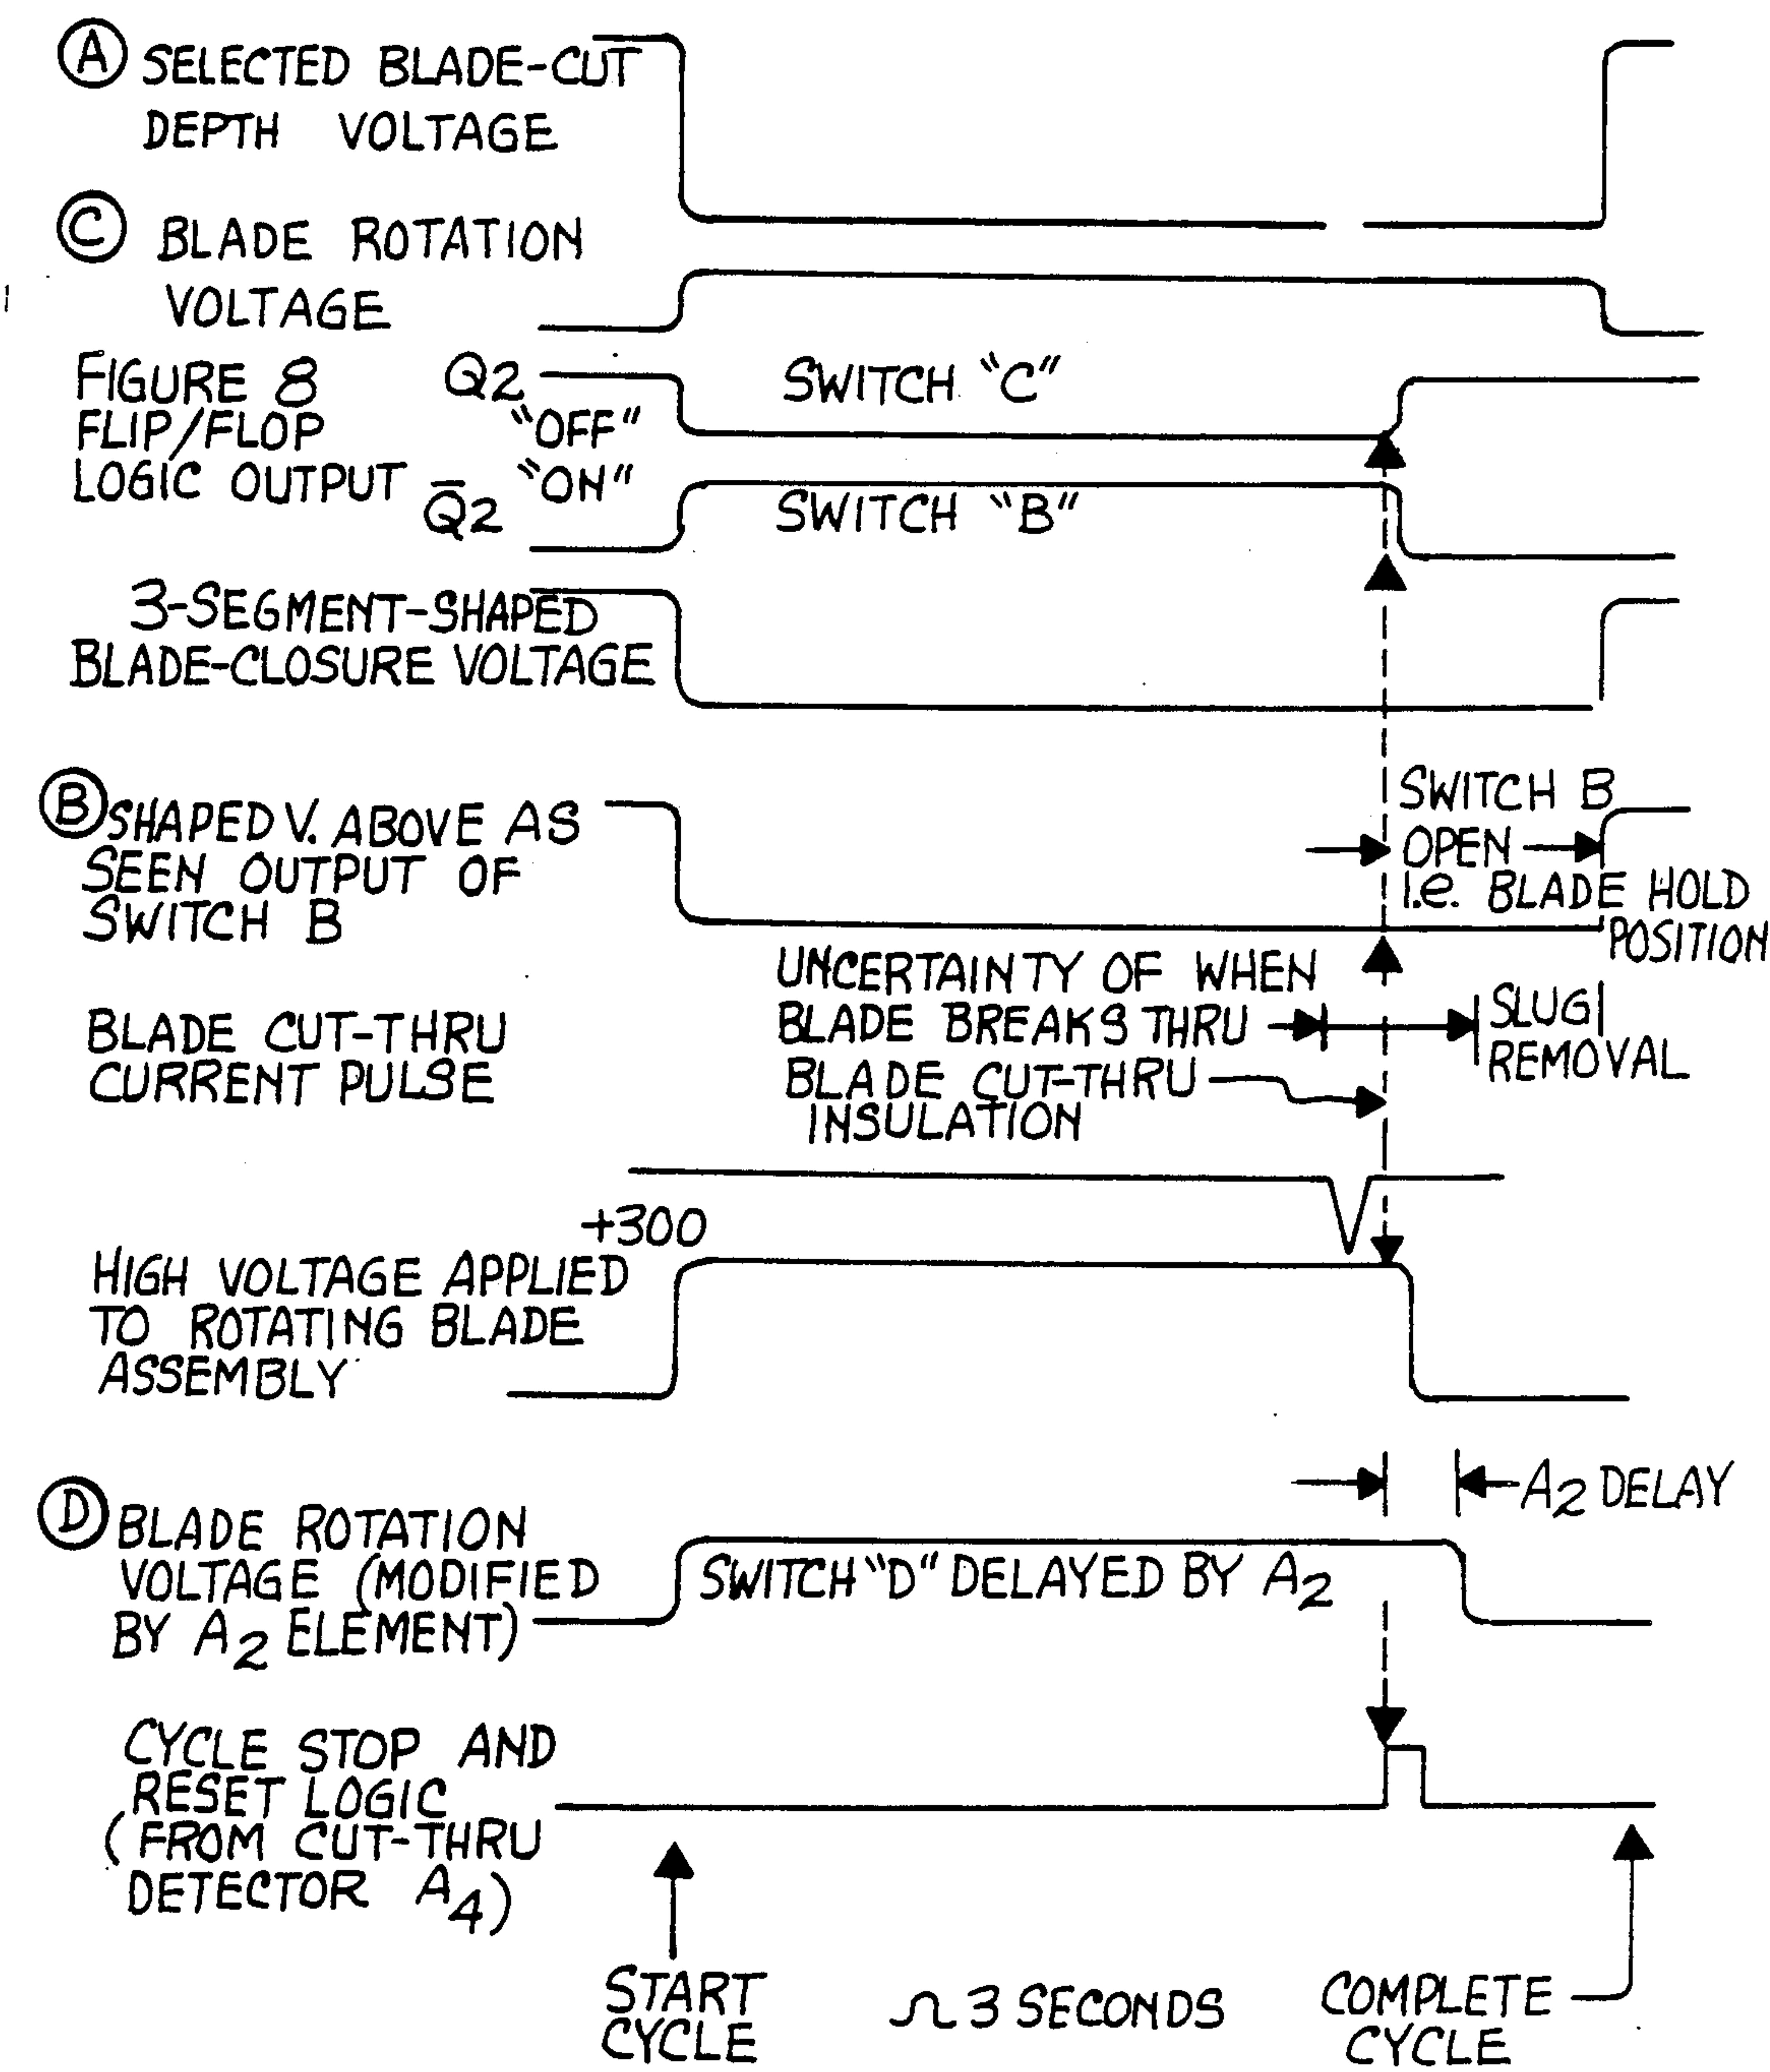 Ⓐ SELECTED BLADE-CUT
DEPTH VOLTAGE
Ⓒ BLADE ROTATION
VOLTAGE
FIGURE 8
FLIP/FLOP
LOGIC OUTPUT
Q2
"OFF"
"ON"
Q̅2
SWITCH "C"
SWITCH "B"
3-SEGMENT-SHAPED
BLADE-CLOSURE VOLTAGE
Ⓑ SHAPED V. ABOVE AS
SEEN OUTPUT OF
SWITCH B
SWITCH B
OPEN
i.e. BLADE HOLD
POSITION
UNCERTAINTY OF WHEN
BLADE BREAKS THRU
SLUG
REMOVAL
BLADE CUT-THRU
INSULATION
BLADE CUT-THRU
CURRENT PULSE
+300
HIGH VOLTAGE APPLIED
TO ROTATING BLADE
ASSEMBLY
A2 DELAY
Ⓓ BLADE ROTATION
VOLTAGE (MODIFIED
BY A2 ELEMENT)
SWITCH "D" DELAYED BY A2
CYCLE STOP AND
RESET LOGIC
(FROM CUT-THRU
DETECTOR A4)
START
CYCLE
3 SECONDS
COMPLETE
CYCLE